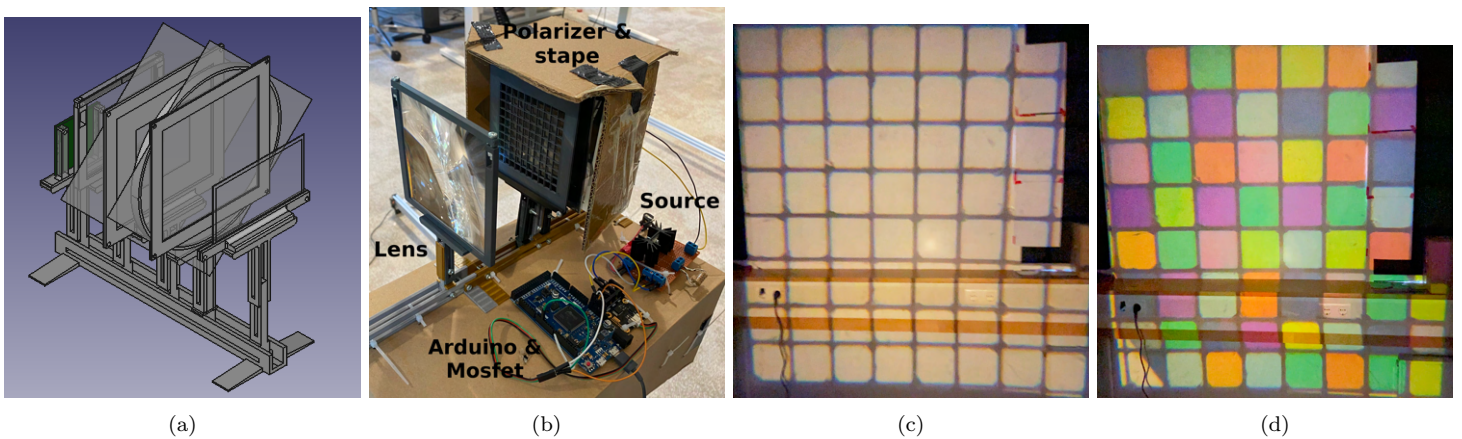 Polarizer &
stape
Source
Lens
Arduino &
Mosfet
(a)
(b)
(c)
(d)